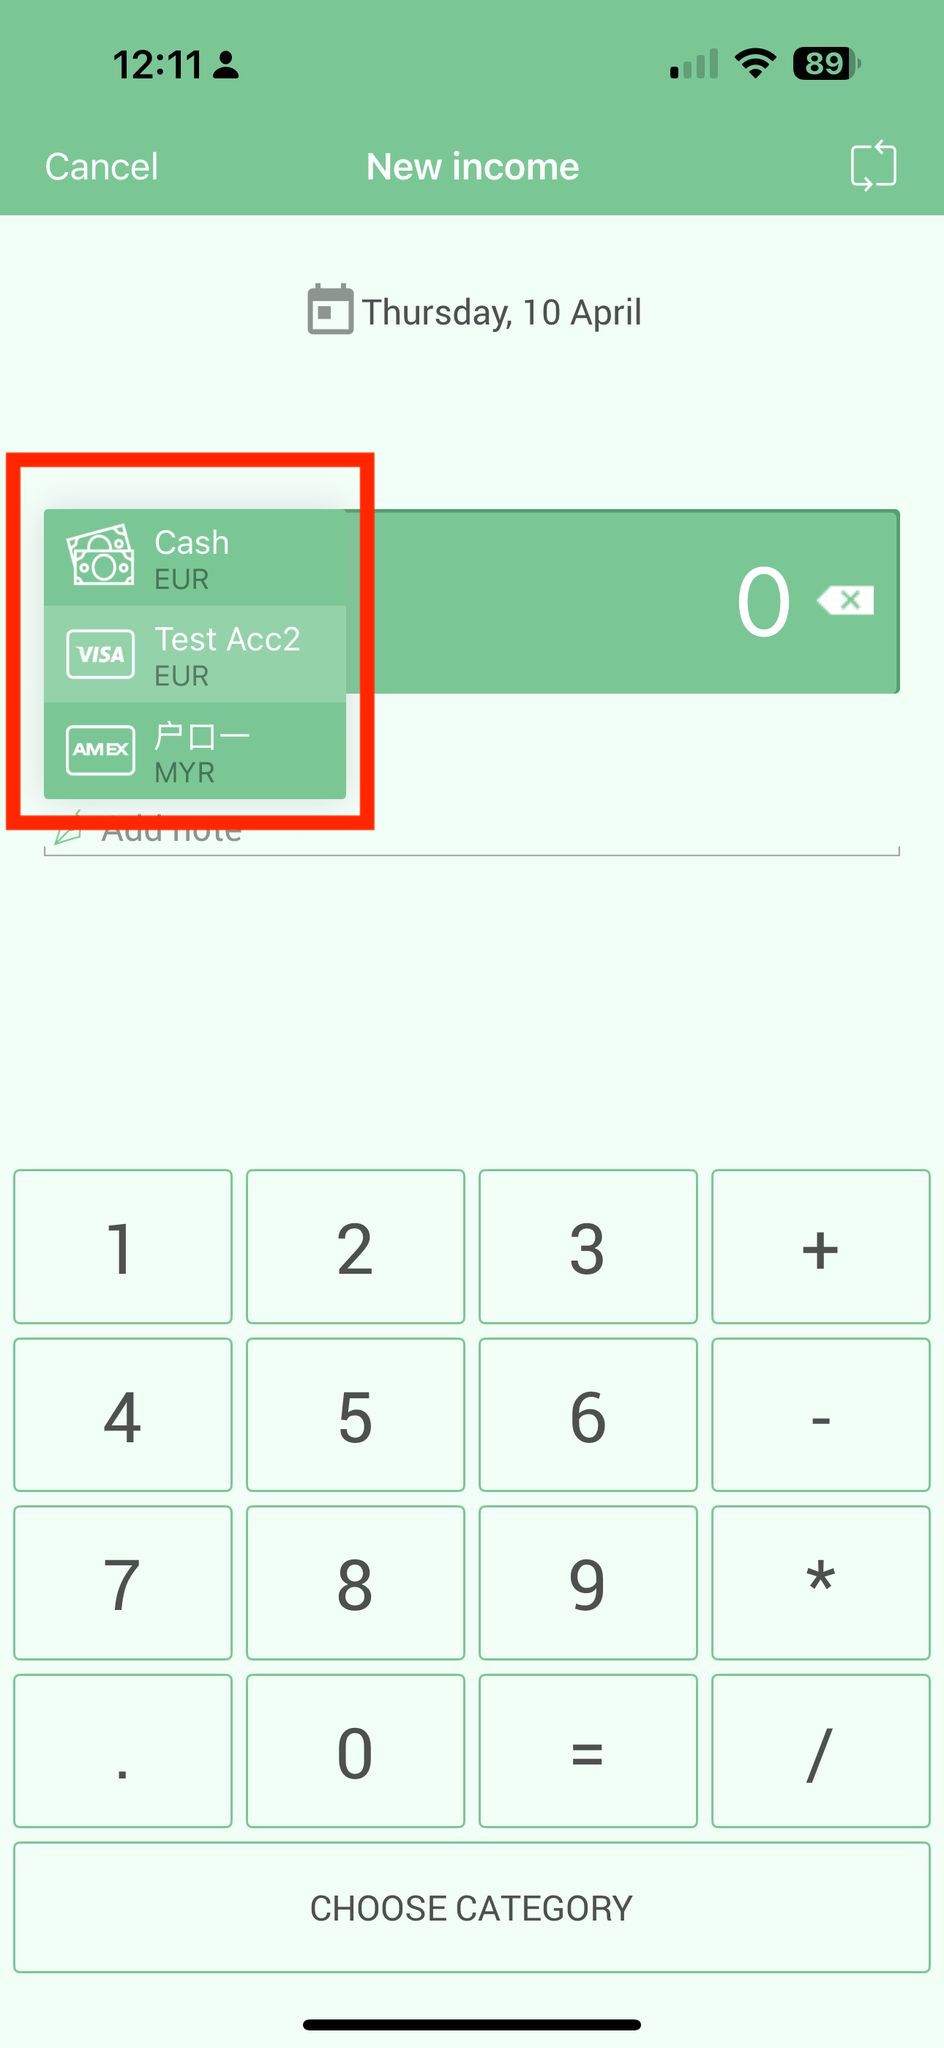 12:11
89
Cancel
New income
Thursday, 10 April
Cash
EUR
0
VISA
Test Acc2
EUR
AMEX
户口一
MYR
Add note
1 2 3 +
4 5 6 -
7 8 9 *
. 0 = /
CHOOSE CATEGORY